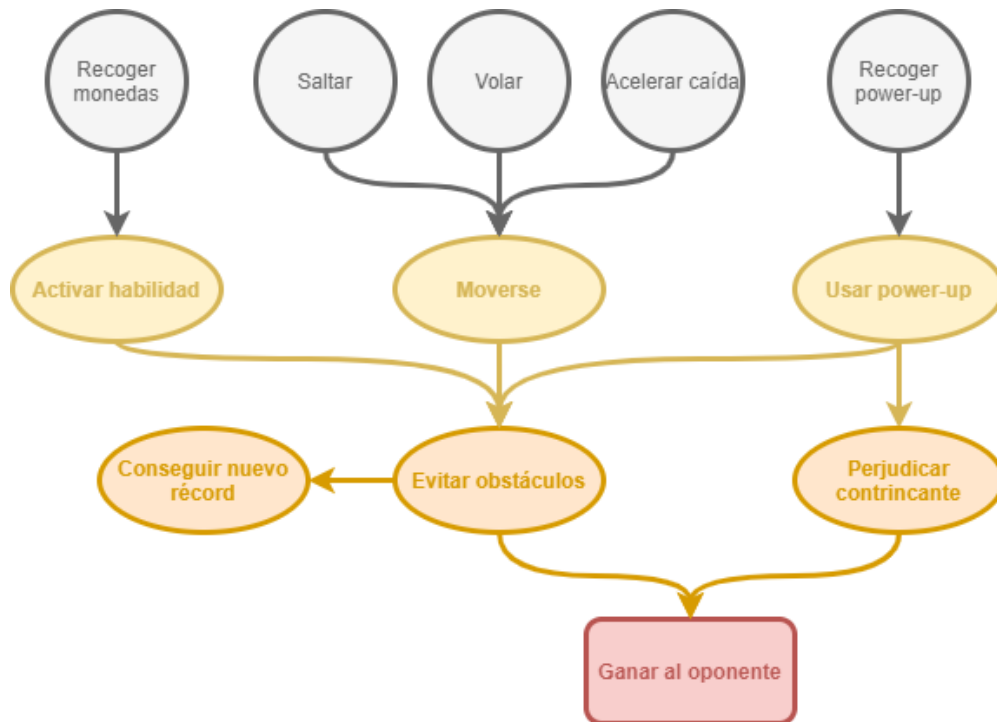 Recoger
monedas
Saltar
Volar
Acelerar caída
Recoger
power-up
Activar habilidad
Moverse
Usar power-up
Conseguir nuevo
récord
Evitar obstáculos
Perjudicar
contrincante
Ganar al oponente